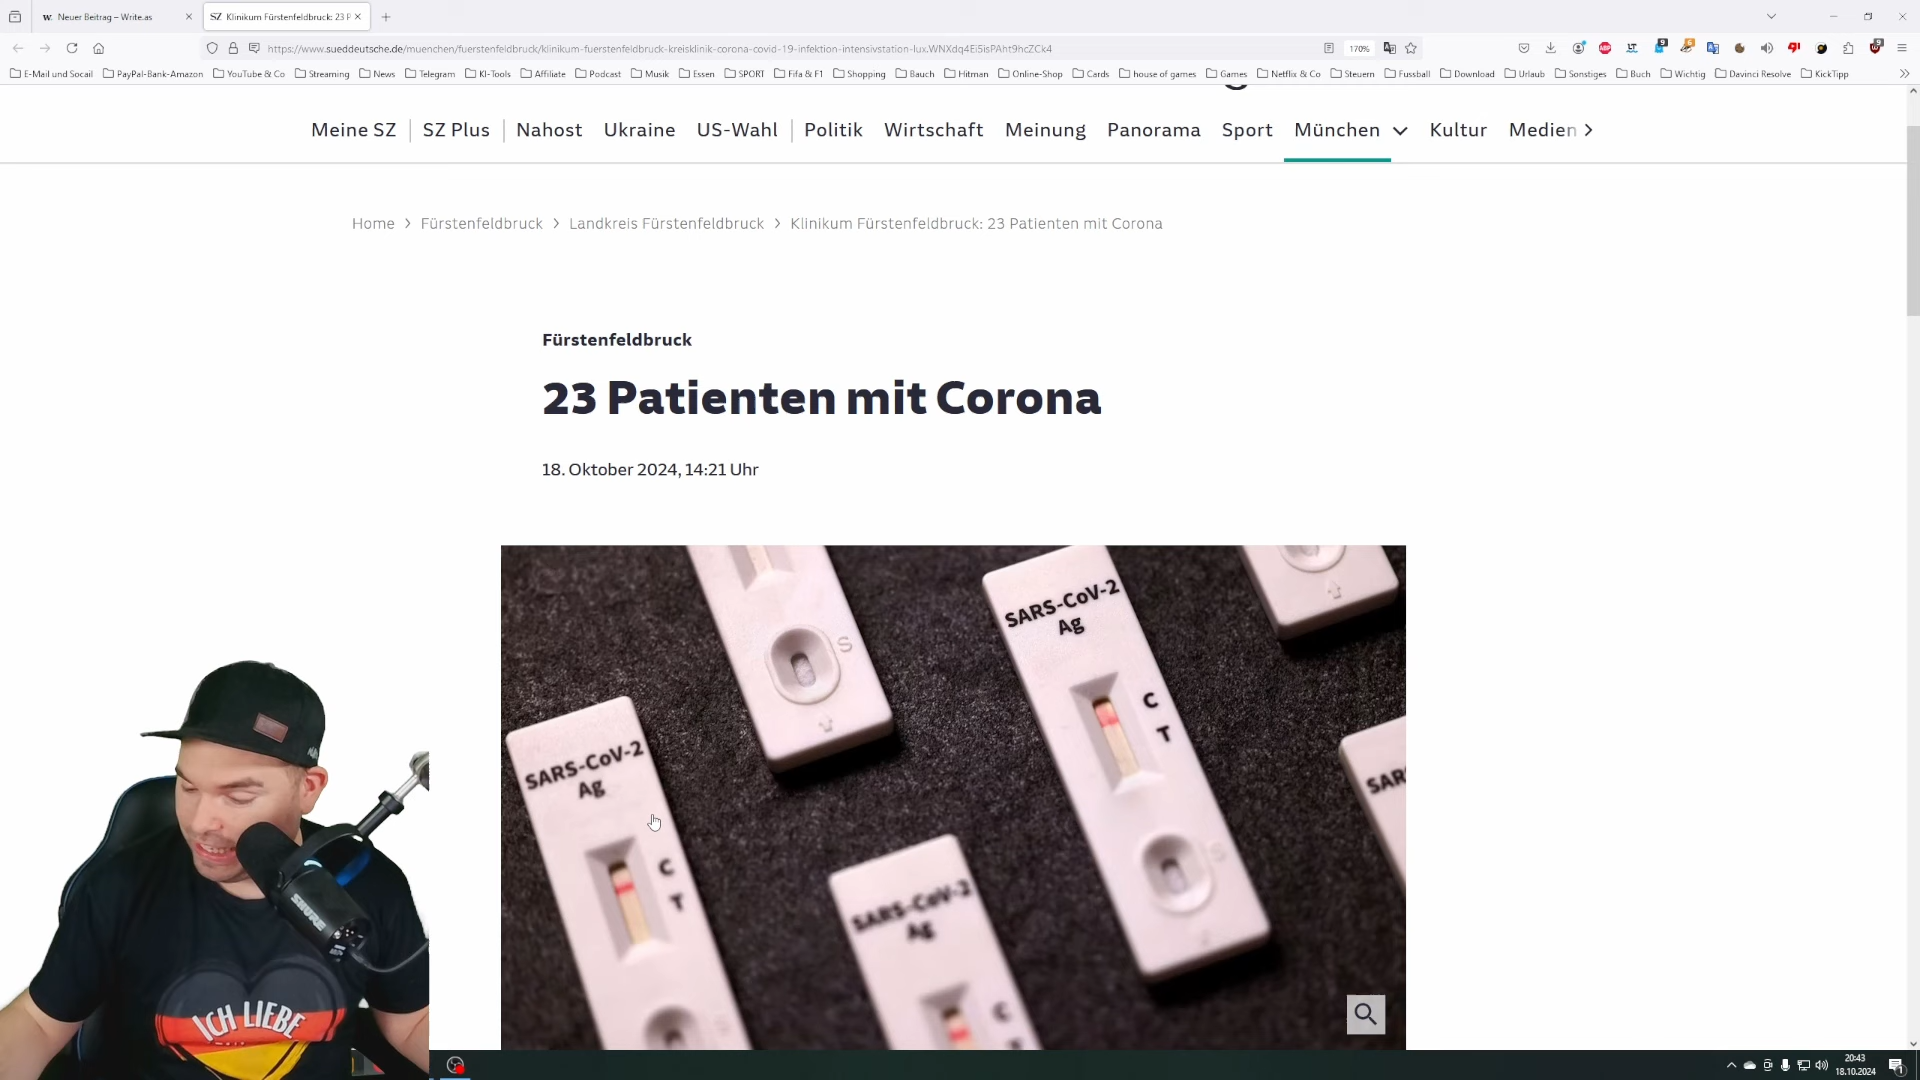 w. Neuer Beitrag – Write.as
SZ Klinikum Fürstenfeldbruck: 23 P
https://www.sueddeutsche.de/muenchen/fuerstenfeldbruck/klinikum-fuerstenfeldbruck-kreisklinik-corona-covid-19-infektion-intensivstation-lux.WNXdq4Ei5isPAht9hcZCk4
170%
E-Mail und Socail PayPal-Bank-Amazon YouTube & Co Streaming News Telegram KI-Tools Affiliate Podcast Musik Essen SPORT Fifa & F1 Shopping Bauch Hitman Online-Shop Cards house of games Games Netflix & Co Steuern Fussball Download Urlaub Sonstiges Buch Wichtig Davinci Resolve KickTipp
Meine SZ SZ Plus Nahost Ukraine US-Wahl Politik Wirtschaft Meinung Panorama Sport München Kultur Medien
Home > Fürstenfeldbruck > Landkreis Fürstenfeldbruck > Klinikum Fürstenfeldbruck: 23 Patienten mit Corona
Fürstenfeldbruck
23 Patienten mit Corona
18. Oktober 2024, 14:21 Uhr
SARS-CoV-2
Ag
C
T
S
SARS-CoV-2
Ag
C
T
S
SARS-CoV-2
Ag
C
T
SHURE
ICH LIEBE
20:43
18.10.2024